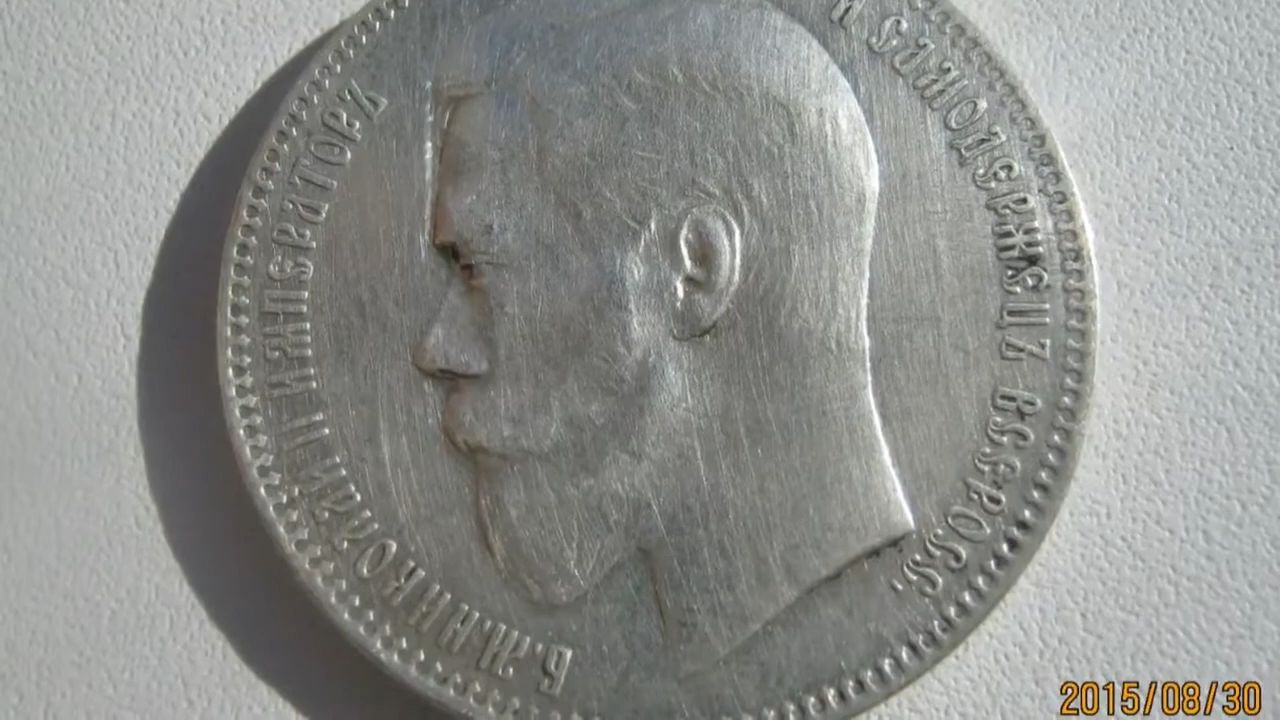 Б. М. НИКОЛАЙ II ИМПЕРАТОРЪ
И САМОДЕРЖЕЦЪ ВСЕРОСС.
2015/08/30